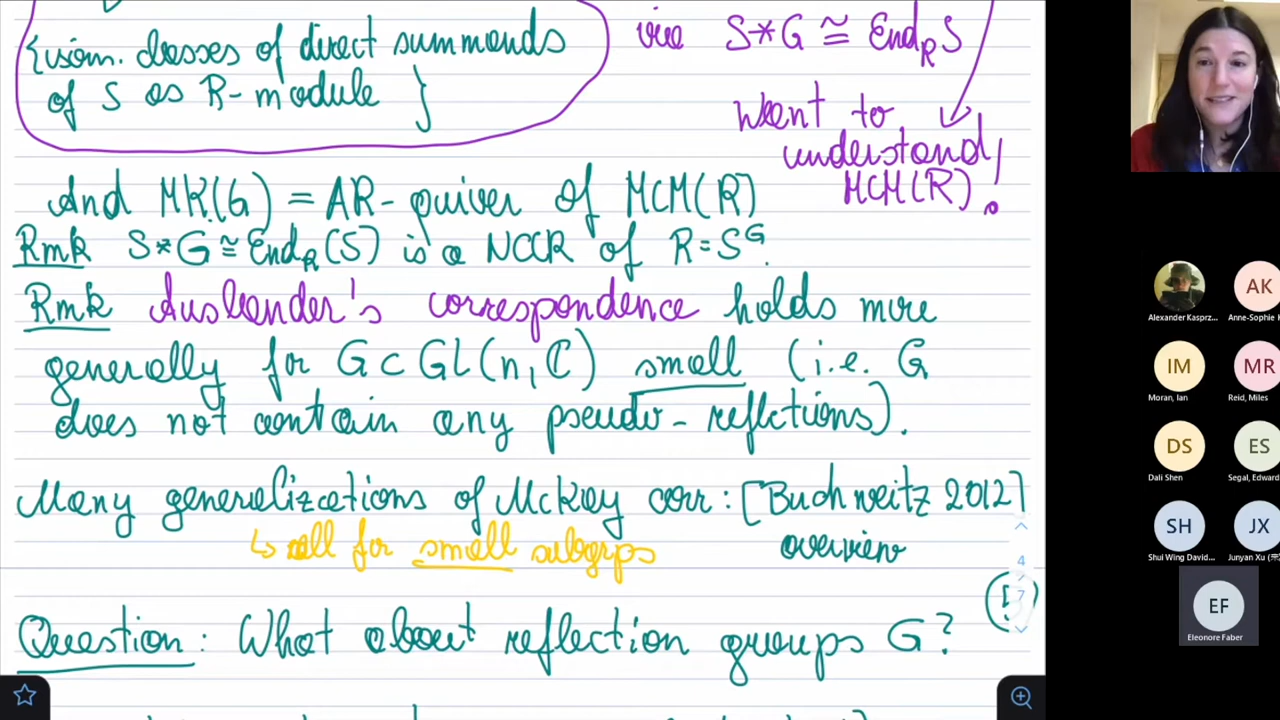 {isom. classes of direct summands
of S as R-module }
via S*G ≅ End_R S
Want to
understand
MCM(R) !
And MK(G) = AR-quiver of MCM(R)
Rmk S*G ≅ End_R(S) is a NCCR of R=S^G.
Rmk Auslander's correspondence holds more
generally for G⊂Gl(n,ℂ) small (i.e. G
does not contain any pseudo-reflections).
Many generalizations of McKay corr: [Buchweitz 2012]
↳ all for small subgrps
overview
4
7
Question: What about reflection groups G?
Alexander Kasprz...
AK
Anne-Sophie
IM
Moran, Ian
MR
Reid, Miles
DS
Dali Shen
ES
Segal, Edward
SH
Shui Wing David...
JX
Junyan Xu
EF
Eleonore Faber